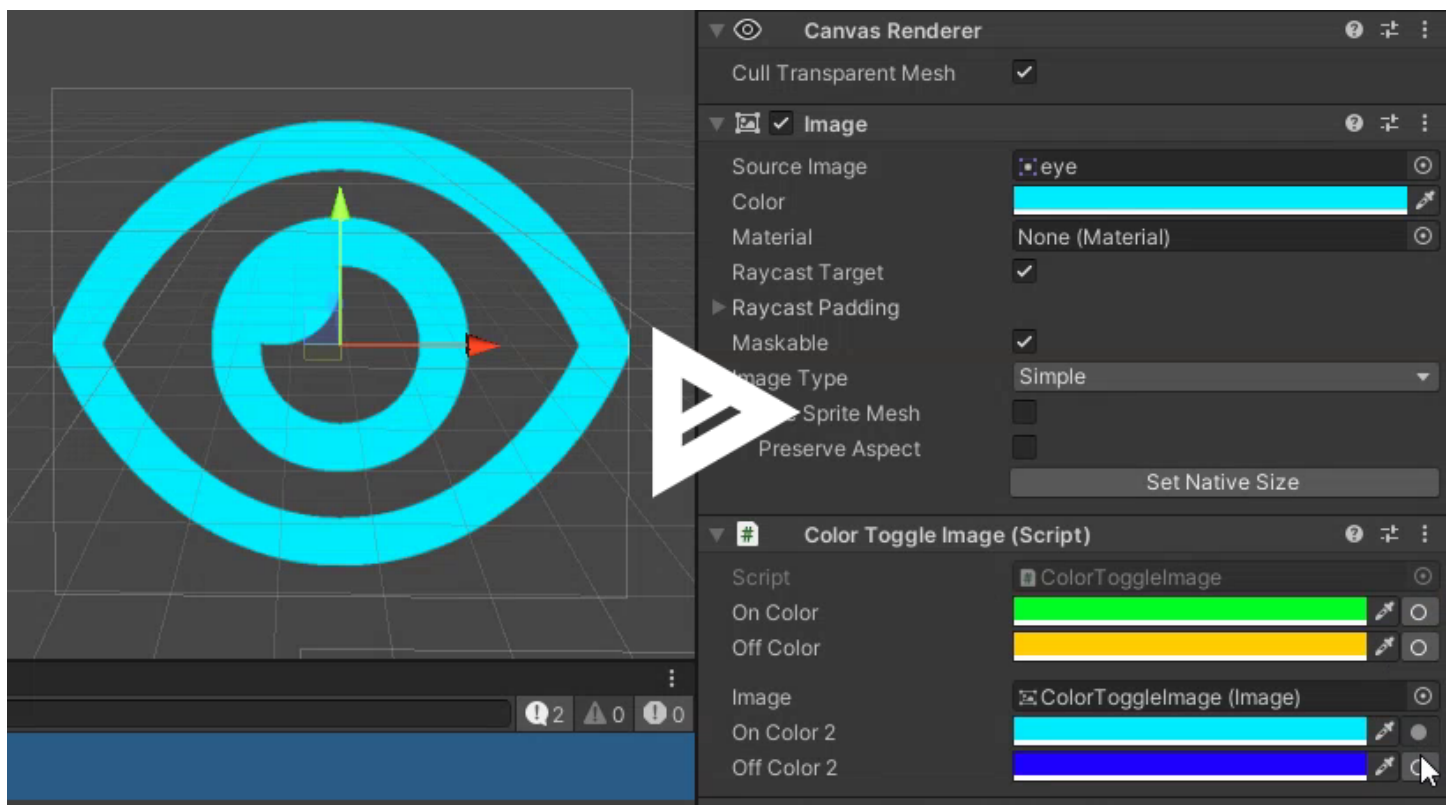 Canvas Renderer
Cull Transparent Mesh
Image
Source Image eye
Color
Material None (Material)
Raycast Target
Raycast Padding
Maskable
Image Type Simple
Sprite Mesh
Preserve Aspect
Set Native Size
# Color Toggle Image (Script)
Script # ColorToggleImage
On Color
Off Color
Image ColorToggleImage (Image)
On Color 2
Off Color 2
2 0 0